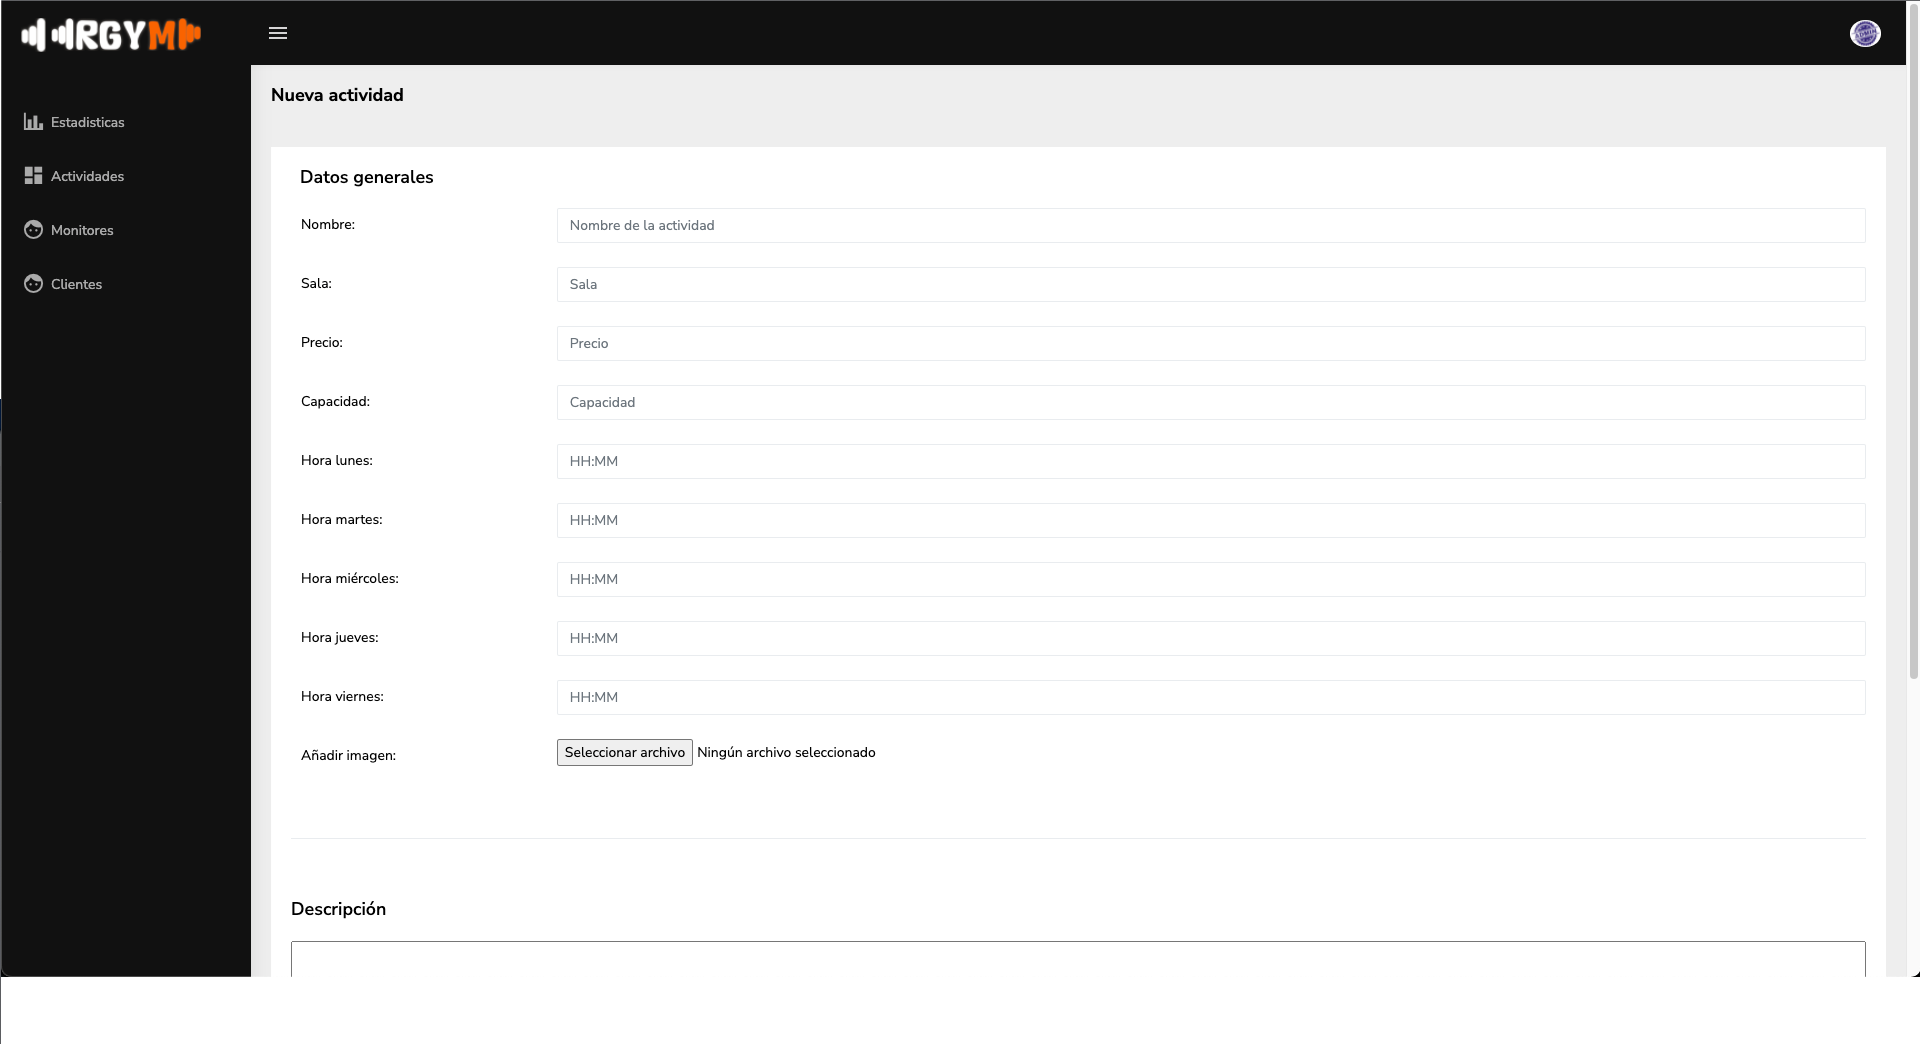 RGYM
Nueva actividad
Estadisticas
Actividades
Monitores
Clientes
Datos generales
Nombre: Nombre de la actividad
Sala: Sala
Precio: Precio
Capacidad: Capacidad
Hora lunes: HH:MM
Hora martes: HH:MM
Hora miércoles: HH:MM
Hora jueves: HH:MM
Hora viernes: HH:MM
Añadir imagen: Seleccionar archivo Ningún archivo seleccionado
Descripción